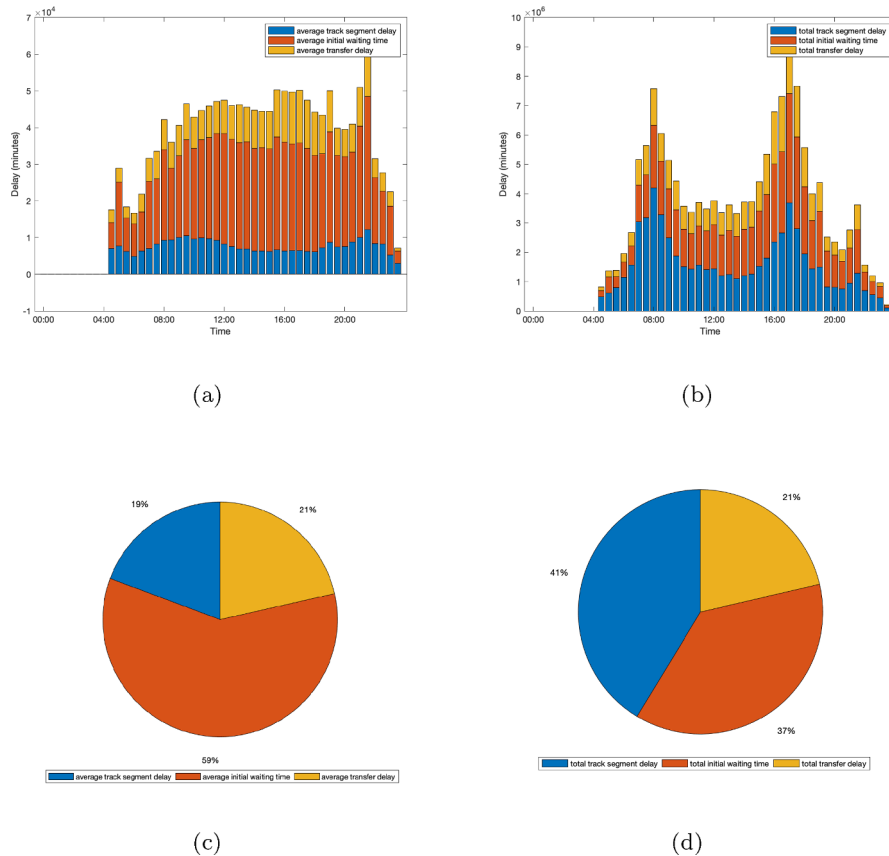 ×10⁴
7
6
5
4
3
2
1
0
-1
Delay (minutes)
00:00 04:00 08:00 12:00 16:00 20:00
Time
average track segment delay
average initial waiting time
average transfer delay
(a)
×10⁶
10
9
8
7
6
5
4
3
2
1
0
Delay (minutes)
00:00 04:00 08:00 12:00 16:00 20:00
Time
total track segment delay
total initial waiting time
total transfer delay
(b)
19%
21%
59%
average track segment delay average initial waiting time average transfer delay
(c)
21%
41%
37%
total track segment delay total initial waiting time total transfer delay
(d)